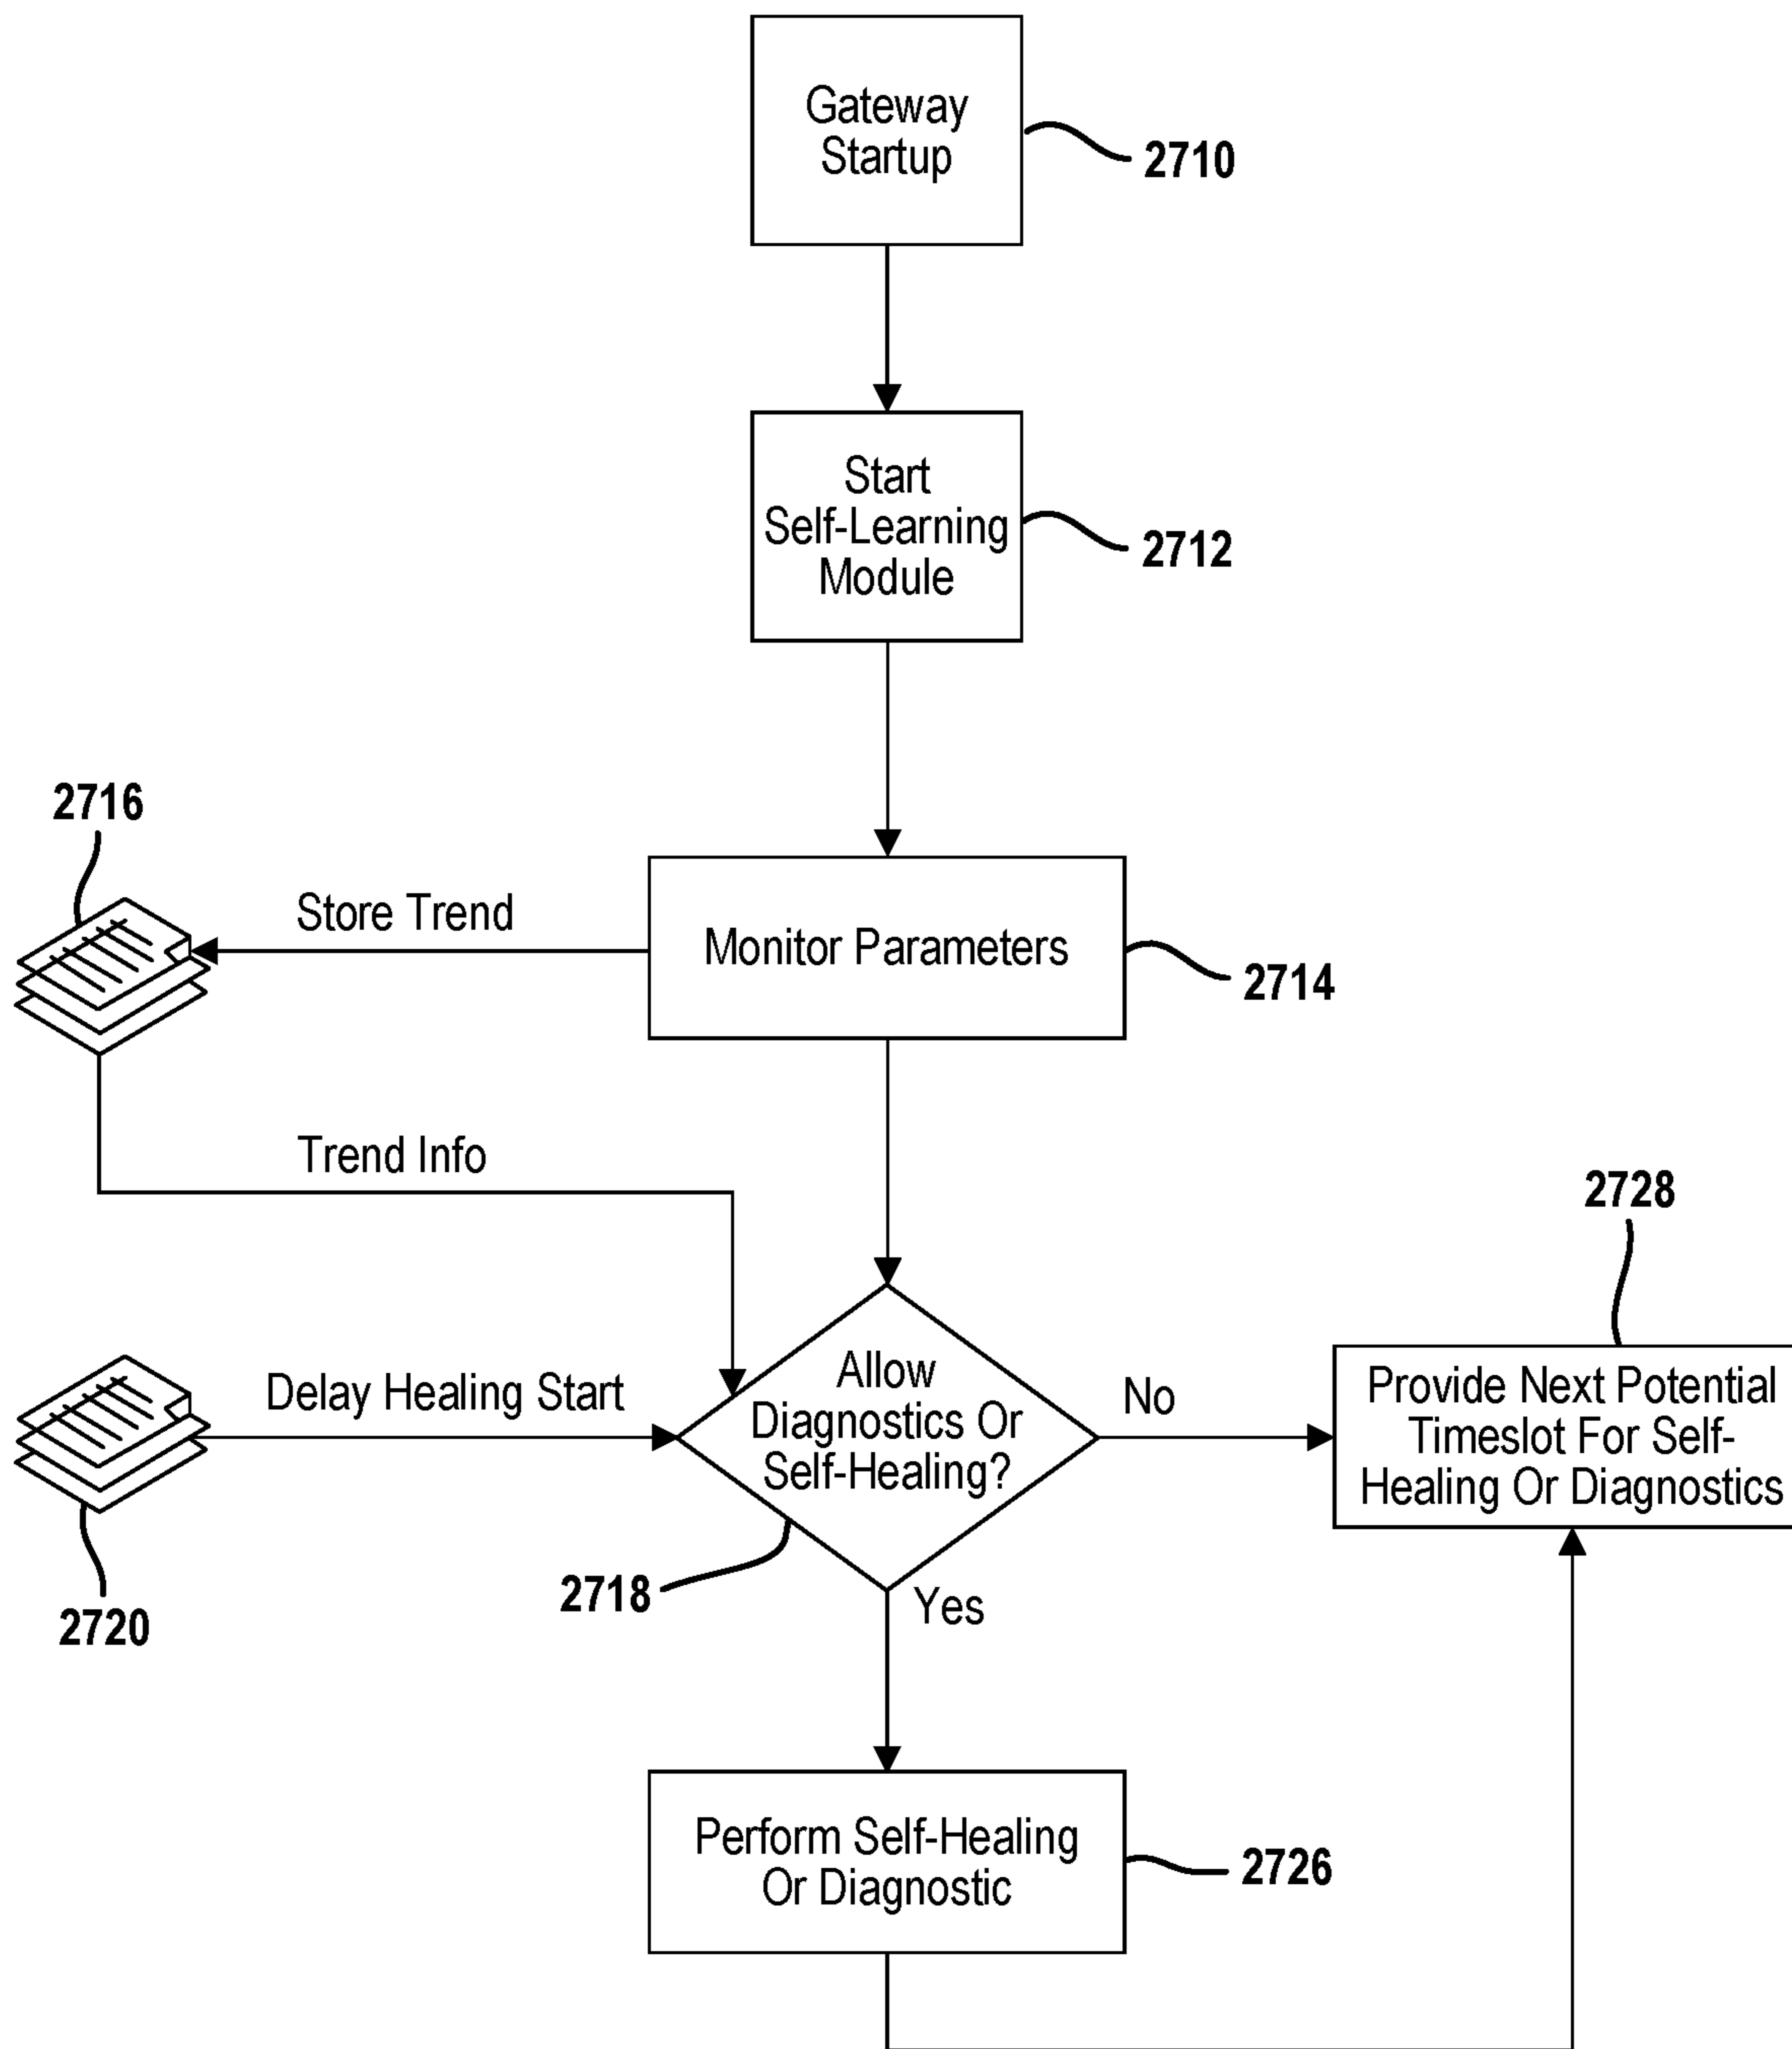 Gateway
Startup
2710
Start
Self-Learning
Module
2712
2716
Store Trend
Monitor Parameters
2714
Trend Info
2728
Delay Healing Start
Allow
Diagnostics Or
Self-Healing?
No
Provide Next Potential
Timeslot For Self-
Healing Or Diagnostics
2718
Yes
2720
Perform Self-Healing
Or Diagnostic
2726